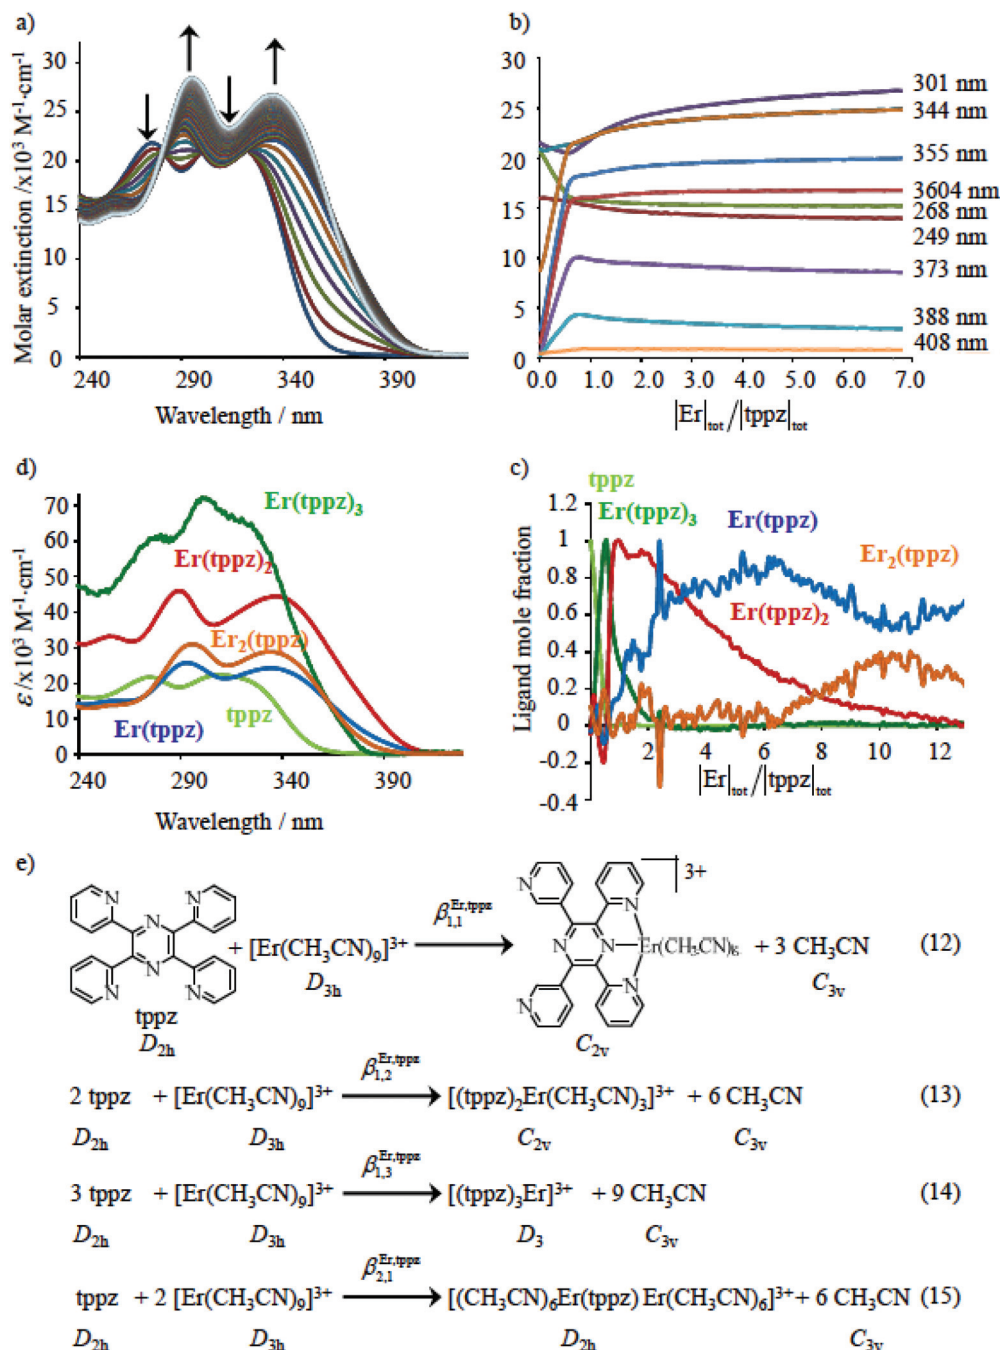 a)
Molar extinction /x10³ M⁻¹·cm⁻¹
30
25
20
15
10
5
0
240 290 340 390
Wavelength / nm
b)
30
25
20
15
10
5
0
0.0 1.0 2.0 3.0 4.0 5.0 6.0 7.0
|Er|tot/|tppz|tot
301 nm
344 nm
355 nm
3604 nm
268 nm
249 nm
373 nm
388 nm
408 nm
d)
ε /x10³ M⁻¹·cm⁻¹
70
60
50
40
30
20
10
0
240 290 340 390
Wavelength / nm
Er(tppz)₃
Er(tppz)₂
Er₂(tppz)
Er(tppz)
tppz
c)
Ligand mole fraction
1.2
1
0.8
0.6
0.4
0.2
0
-0.2
-0.4
2 4 6 8 10 12
|Er|tot/|tppz|tot
tppz
Er(tppz)₃
Er(tppz)
Er₂(tppz)
Er(tppz)₂
e)
N N N N N N
tppz
D₂h
+ [Er(CH₃CN)₉]³⁺ β₁,₁^Er,tppz
D₃h
N N N N N N Er(CH₃CN)₆ 3+ + 3 CH₃CN (12)
C₂v C₃v
2 tppz + [Er(CH₃CN)₉]³⁺ β₁,₂^Er,tppz [(tppz)₂Er(CH₃CN)₃]³⁺ + 6 CH₃CN (13)
D₂h D₃h C₂v C₃v
3 tppz + [Er(CH₃CN)₉]³⁺ β₁,₃^Er,tppz [(tppz)₃Er]³⁺ + 9 CH₃CN (14)
D₂h D₃h D₃ C₃v
tppz + 2 [Er(CH₃CN)₉]³⁺ β₂,₁^Er,tppz [(CH₃CN)₆Er(tppz) Er(CH₃CN)₆]³⁺ + 6 CH₃CN (15)
D₂h D₃h D₂h C₃v